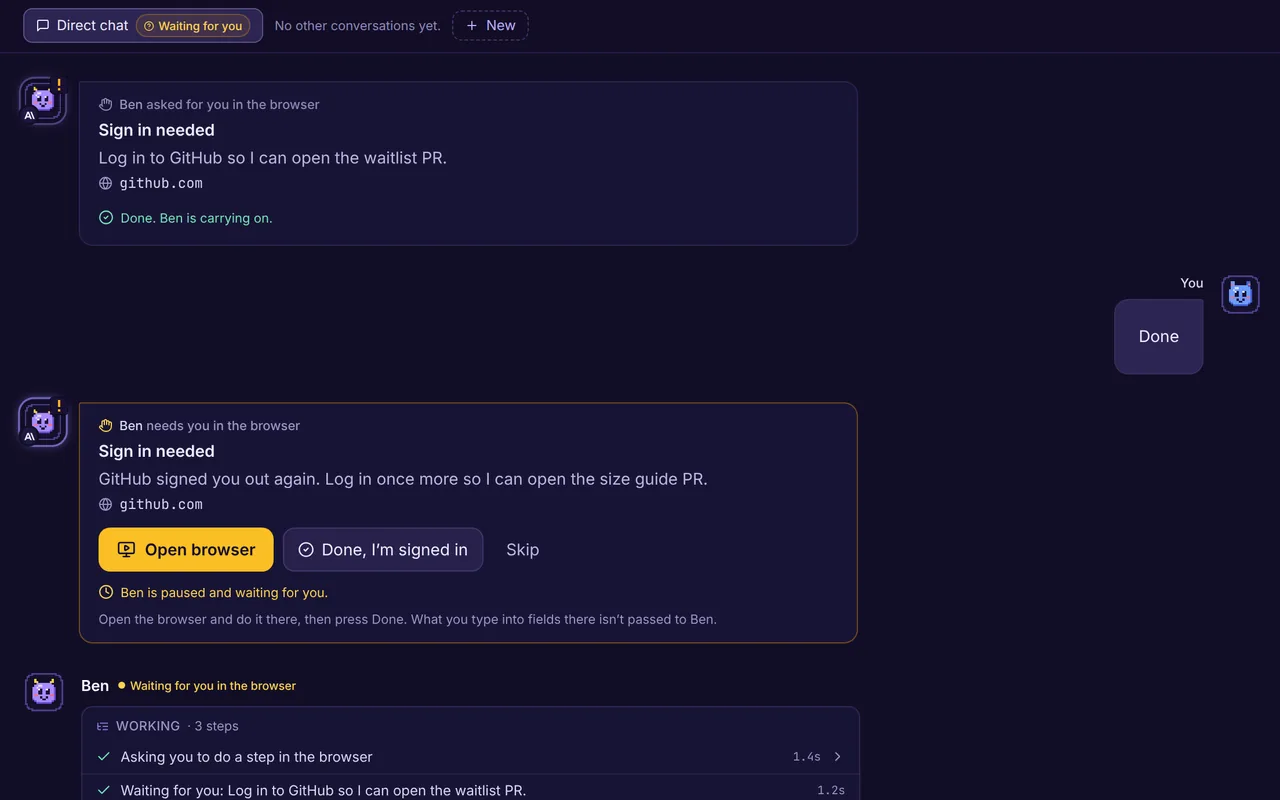 Direct chat
Waiting for you
No other conversations yet.
+ New
Ben asked for you in the browser
Sign in needed
Log in to GitHub so I can open the waitlist PR.
github.com
Done. Ben is carrying on.
You
Done
Ben needs you in the browser
Sign in needed
GitHub signed you out again. Log in once more so I can open the size guide PR.
github.com
Open browser
Done, I’m signed in
Skip
Ben is paused and waiting for you.
Open the browser and do it there, then press Done. What you type into fields there isn’t passed to Ben.
Ben
Waiting for you in the browser
WORKING · 3 steps
Asking you to do a step in the browser 1.4s
Waiting for you: Log in to GitHub so I can open the waitlist PR. 1.2s